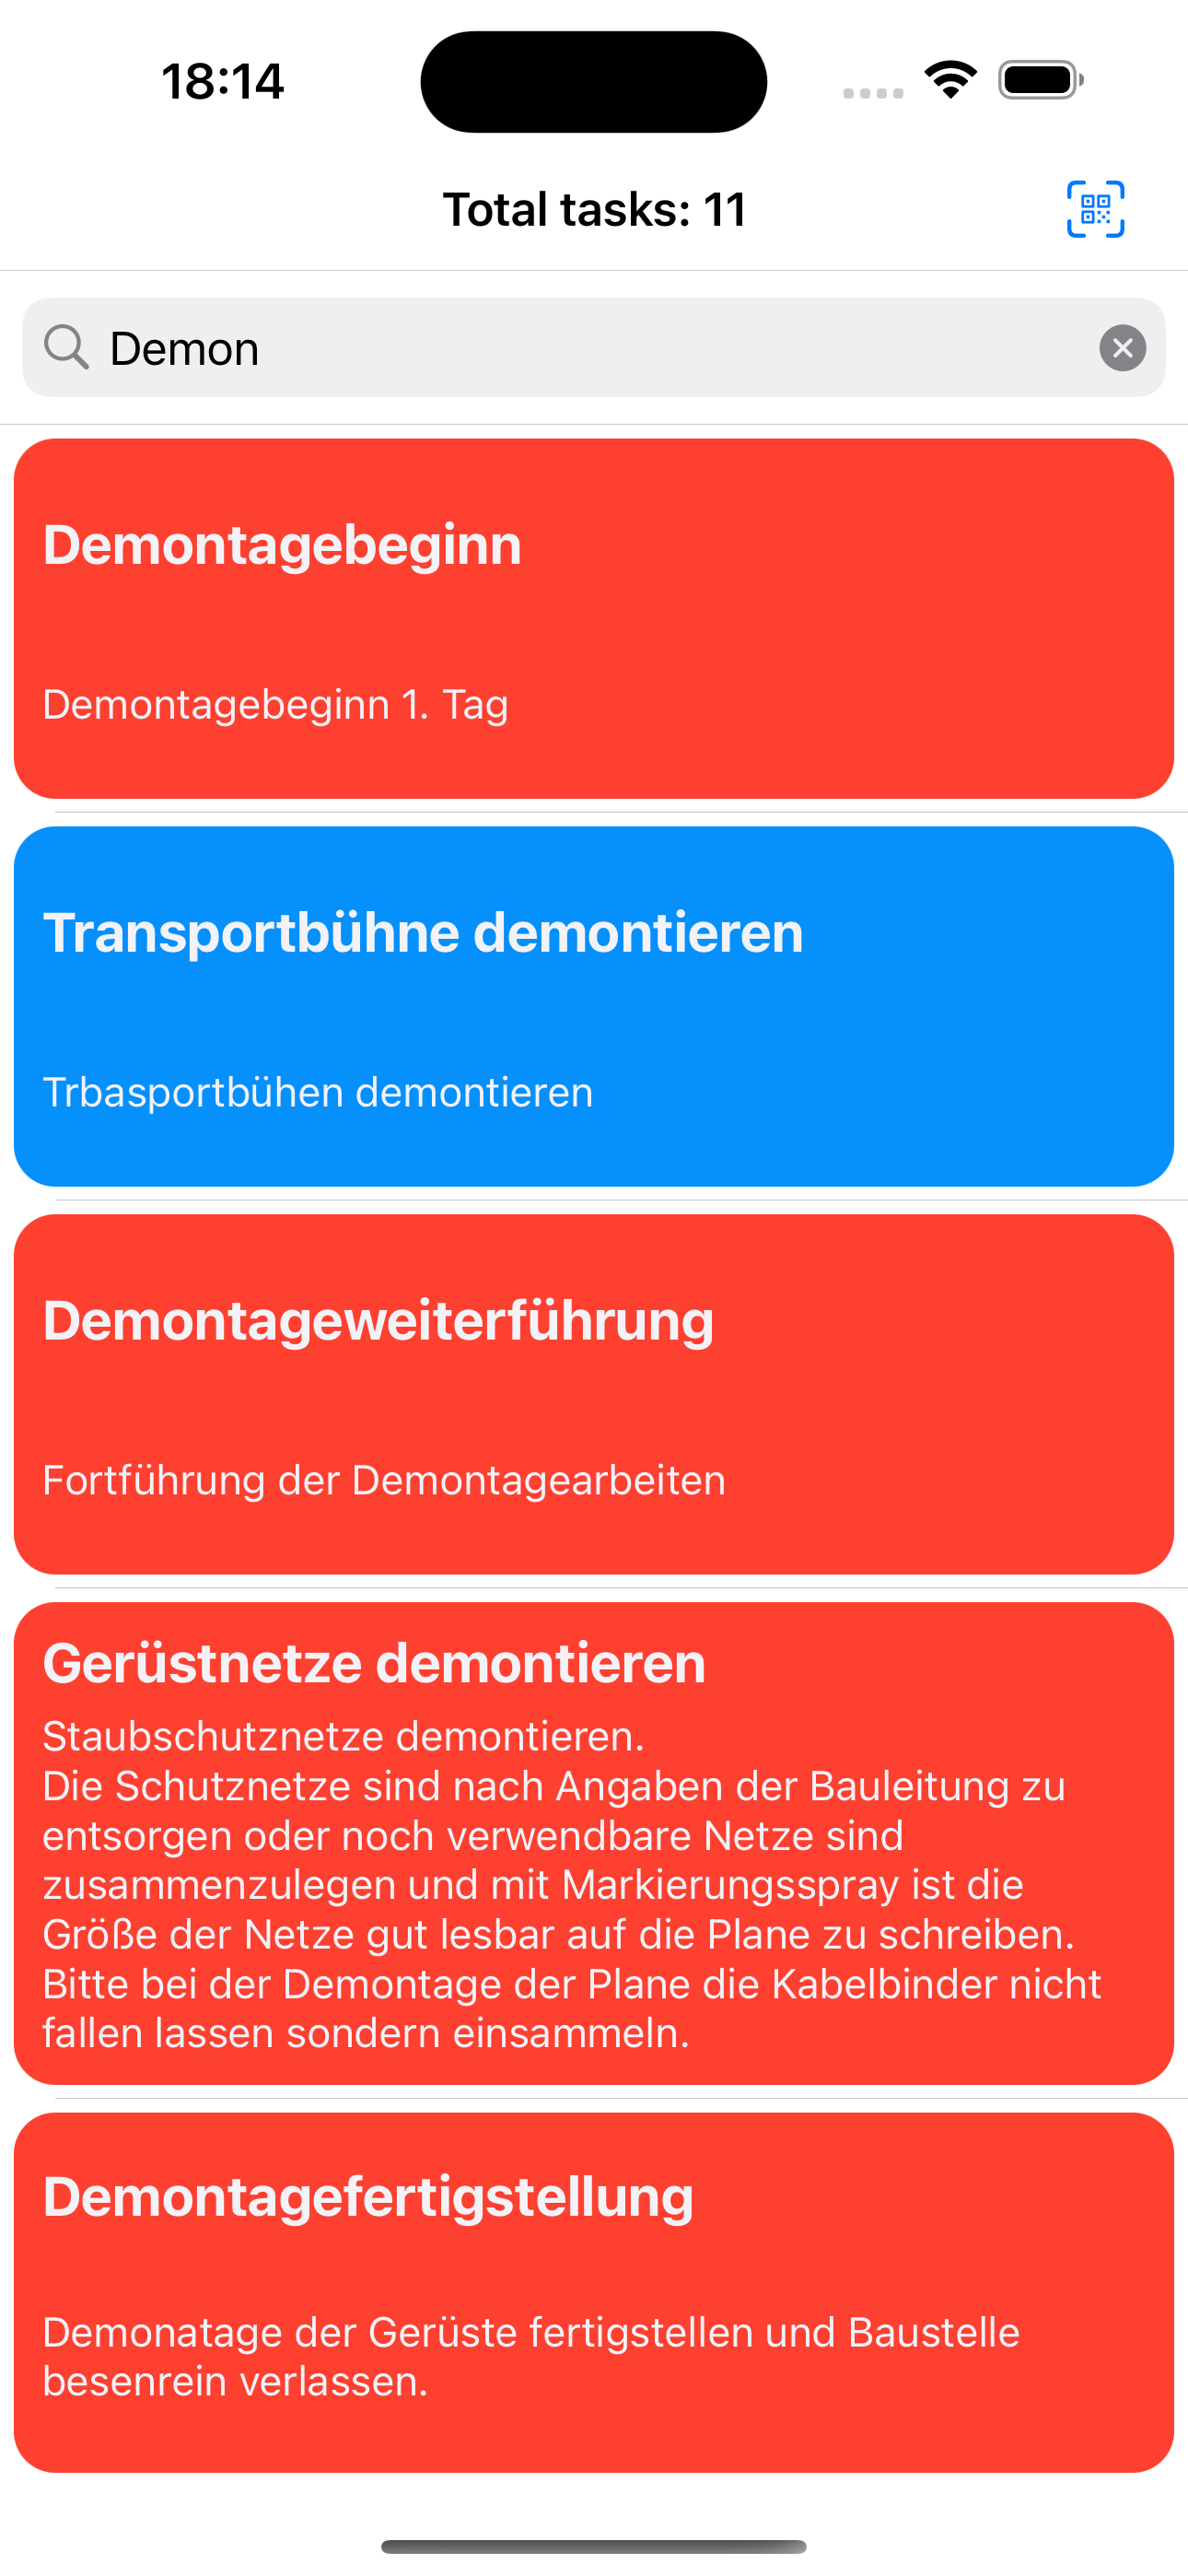 18:14
Total tasks: 11
Demon
Demontagebeginn
Demontagebeginn 1. Tag
Transportbühne demontieren
Trbasportbühen demontieren
Demontageweiterführung
Fortführung der Demontagearbeiten
Gerüstnetze demontieren
Staubschutznetze demontieren.
Die Schutznetze sind nach Angaben der Bauleitung zu
entsorgen oder noch verwendbare Netze sind
zusammenzulegen und mit Markierungsspray ist die
Größe der Netze gut lesbar auf die Plane zu schreiben.
Bitte bei der Demontage der Plane die Kabelbinder nicht
fallen lassen sondern einsammeln.
Demontagefertigstellung
Demonatage der Gerüste fertigstellen und Baustelle
besenrein verlassen.